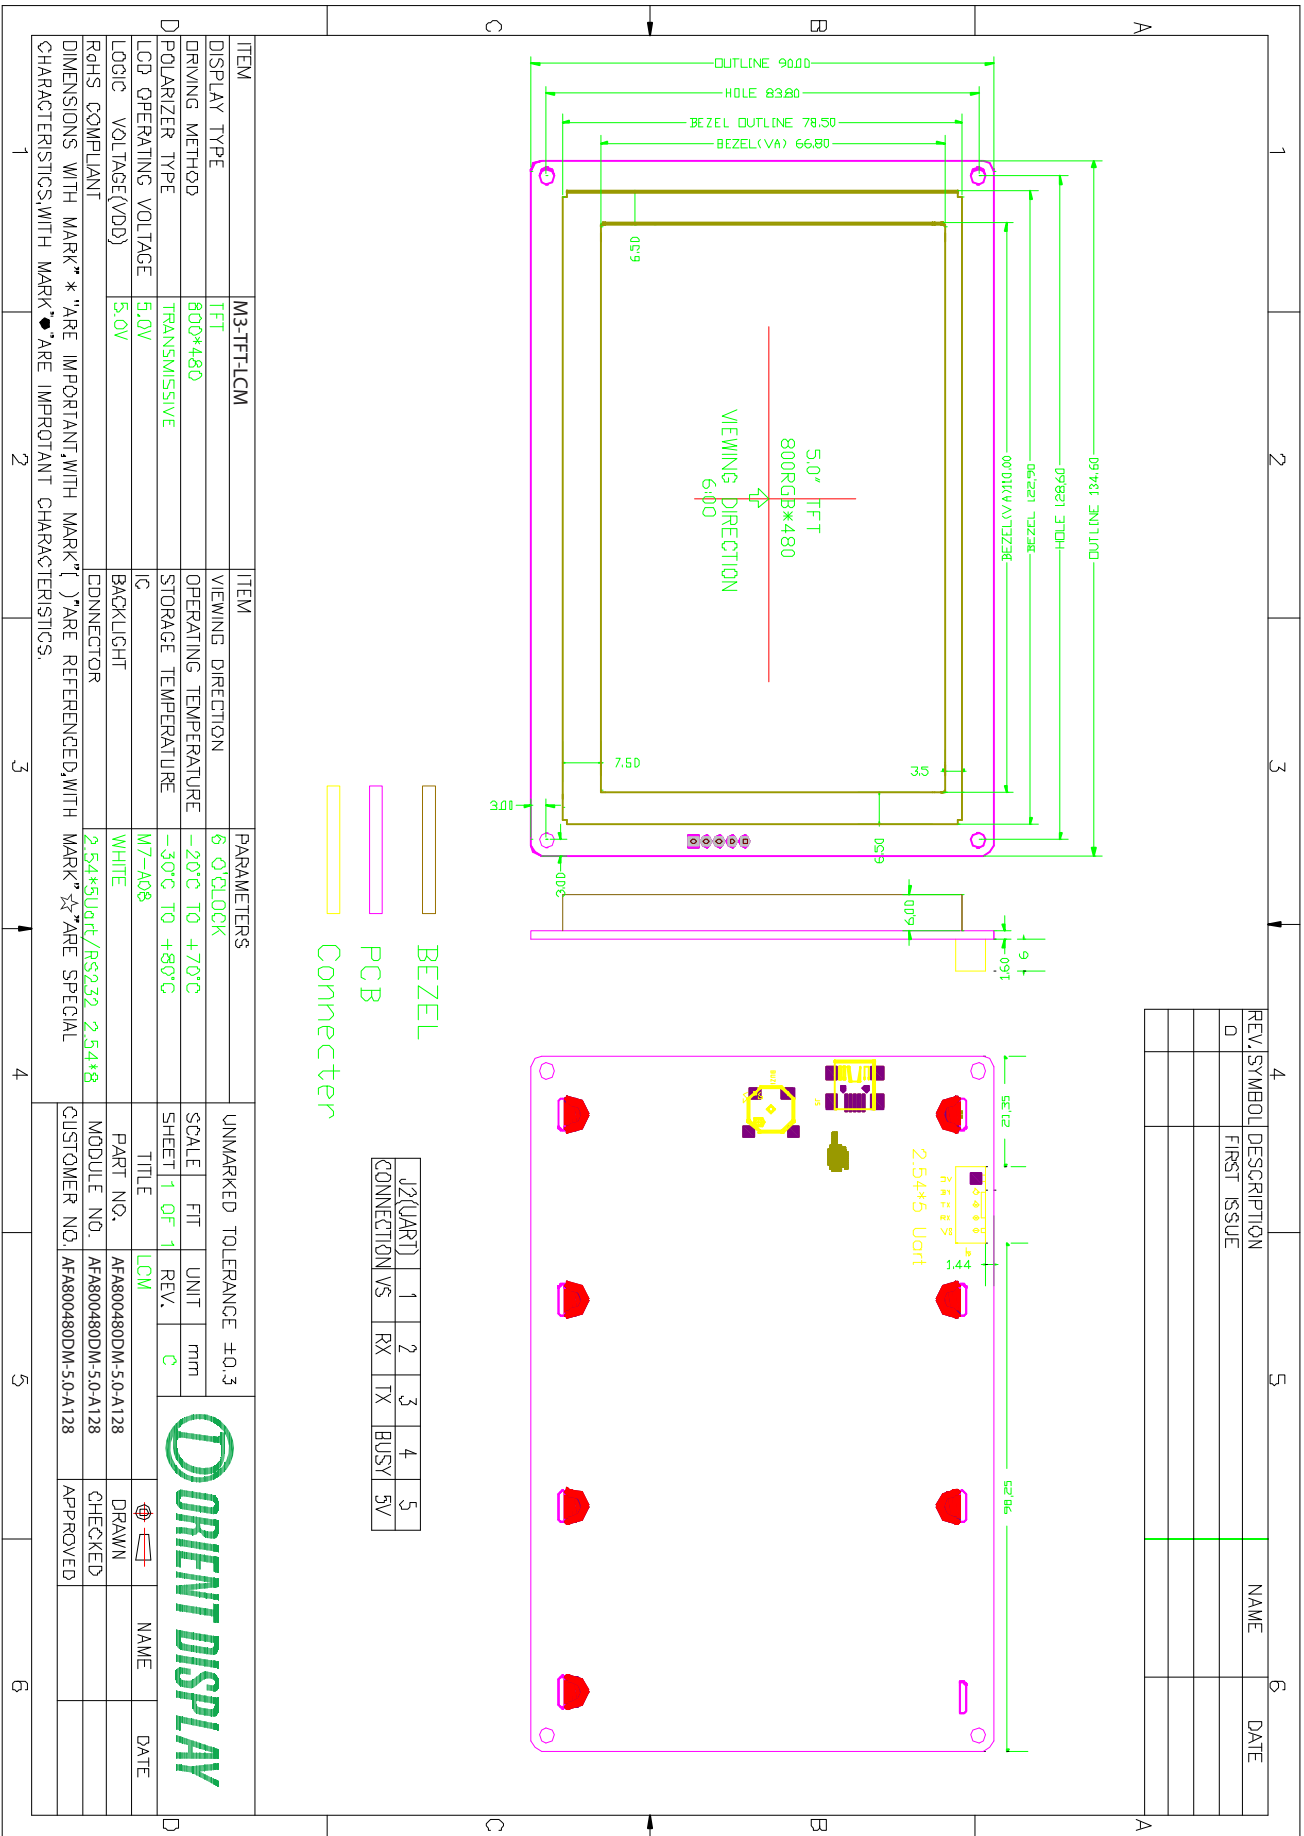 REV. SYMBOL DESCRIPTION NAME DATE
0 FIRST ISSUE
1 2 3 4 5 6
A
B
C
D
OUTLINE 134.60
HOLE 128.60
BEZEL 122.90
BEZEL(VA)110.00
OUTLINE 90.00
HOLE 83.80
BEZEL OUTLINE 78.50
BEZEL(VA) 66.80
6.50
5.0" TFT
800RGB*480
VIEWING DIRECTION
6:00
3.5
7.50
6.50
3.00
6.00
1.60
6
21.35
98.25
1.44
2.54*5 Uart
BEZEL
PCB
Connecter
J2(UART) 1 2 3 4 5
CONNECTION VS RX TX BUSY 5V
ITEM M3-TFT-LCM ITEM PARAMETERS
DISPLAY TYPE TFT VIEWING DIRECTION 6 O'CLOCK
DRIVING METHOD 800*480 OPERATING TEMPERATURE -20°C TO +70°C
POLARIZER TYPE TRANSMISSIVE STORAGE TEMPERATURE -30°C TO +80°C
LCD OPERATING VOLTAGE 5.0V IC M7-A08
LOGIC VOLTAGE(VDD) 5.0V BACKLIGHT WHITE
RoHS COMPLIANT CDNNECTOR 2.54*5Uart/RS232 2.54*8
DIMENSIONS WITH MARK" * "ARE IMPORTANT,WITH MARK"( )"ARE REFERENCED,WITH MARK"☆"ARE SPECIAL
CHARACTERISTICS,WITH MARK"●"ARE IMPROTANT CHARACTERISTICS.
UNMARKED TOLERANCE ±0.3
SCALE FIT UNIT mm
SHEET 1 OF 1 REV. C
TITLE LCM NAME DATE
PART NO. AFA800480DM-5.0-A128 DRAWN
MODULE NO. AFA800480DM-5.0-A128 CHECKED
CUSTOMER NO. AFA800480DM-5.0-A128 APPROVED
ORIENT DISPLAY
1 2 3 4 5 6
A
B
C
D